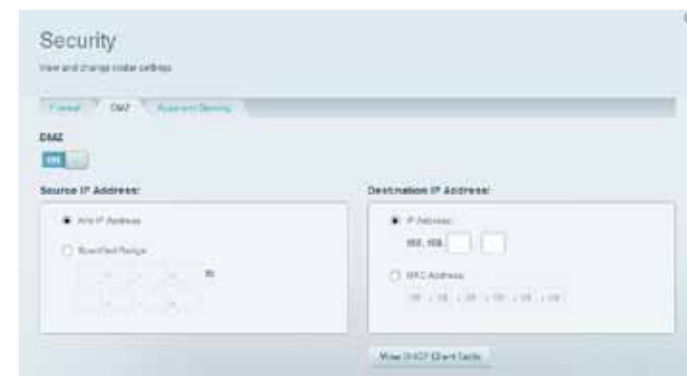 Security
View and change router settings
Firewall DMZ Apps and Gaming
DMZ
ON
Source IP Address:
Destination IP Address:
Any IP Address
IP Address:
192. 168.
Specified Range
to
MAC Address:
View DHCP Client Table